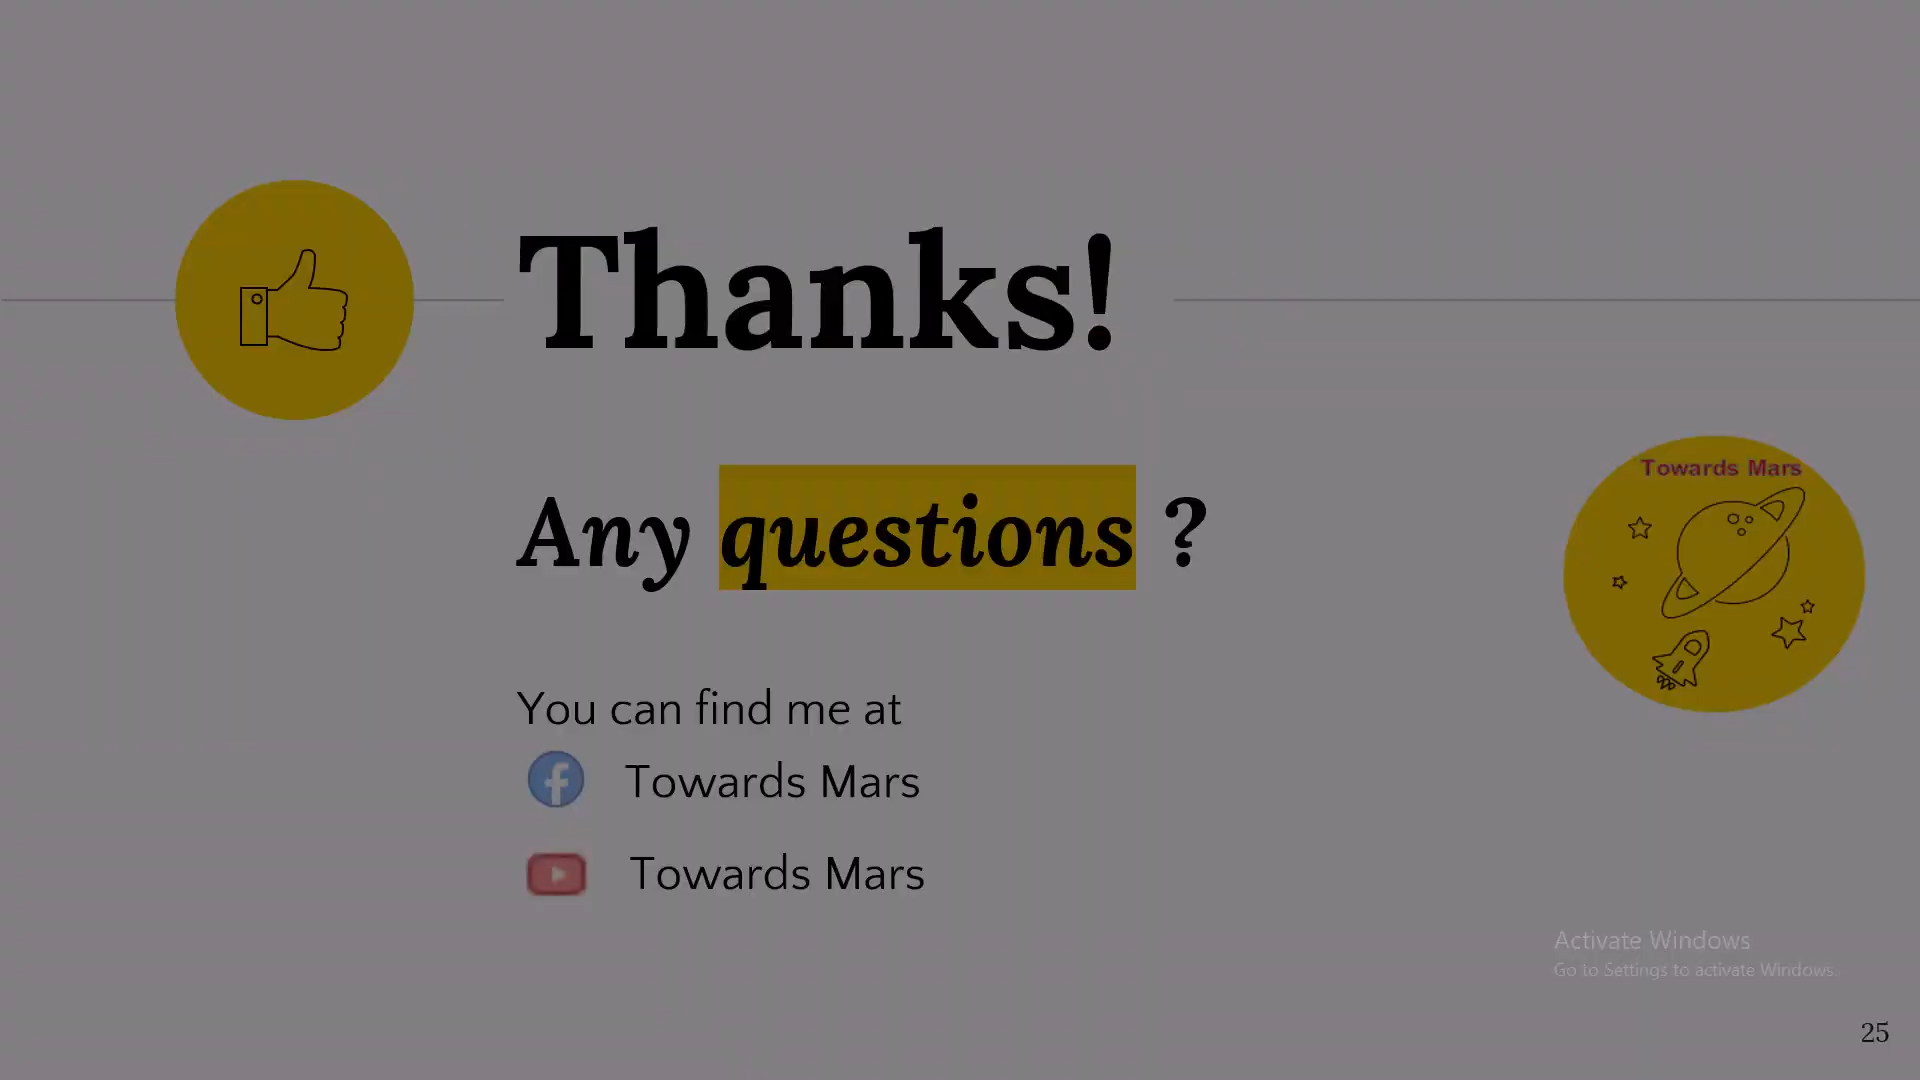 Thanks!
Any questions ?
Towards Mars
You can find me at
Towards Mars
Towards Mars
Activate Windows
Go to Settings to activate Windows.
25